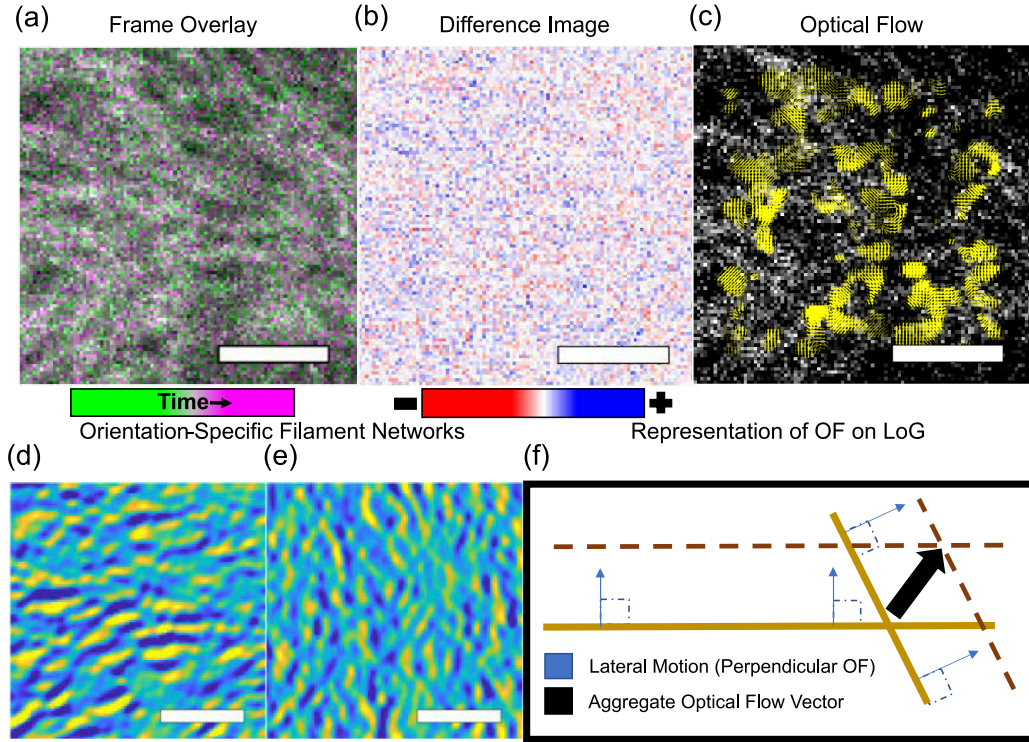 (a)
Frame Overlay
(b)
Difference Image
(c)
Optical Flow
Time→
Orientation-Specific Filament Networks
Representation of OF on LoG
(d)
(e)
(f)
Lateral Motion (Perpendicular OF)
Aggregate Optical Flow Vector